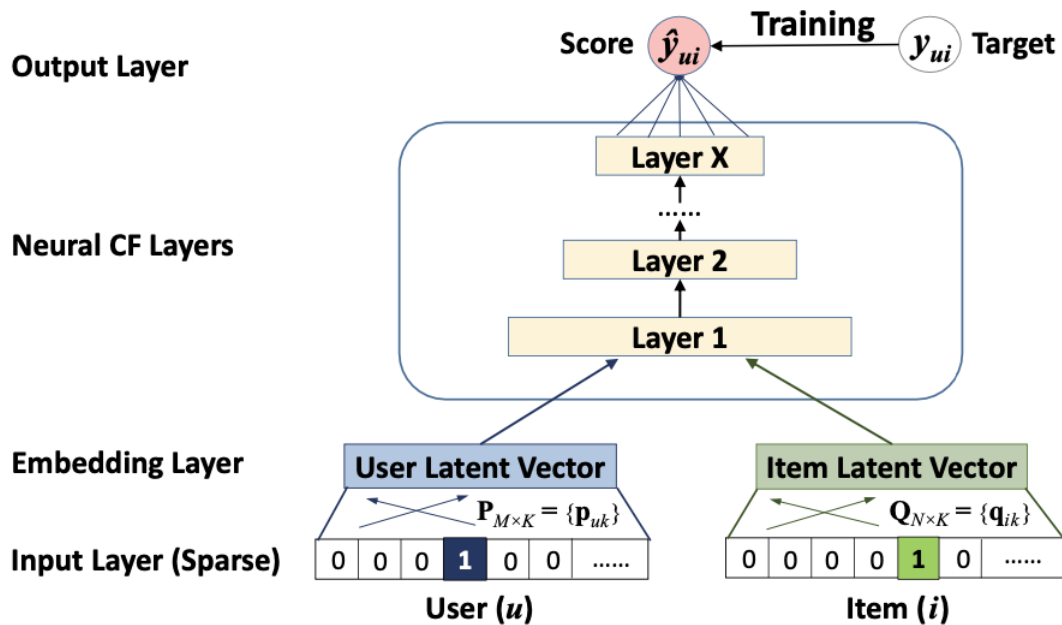 Output Layer
Score
ŷui
Training
yui
Target
Neural CF Layers
Layer X
......
Layer 2
Layer 1
Embedding Layer
User Latent Vector
Item Latent Vector
PM×K = {puk}
QN×K = {qik}
Input Layer (Sparse)
0 0 0 1 0 0 ......
0 0 0 0 1 0 ......
User (u)
Item (i)